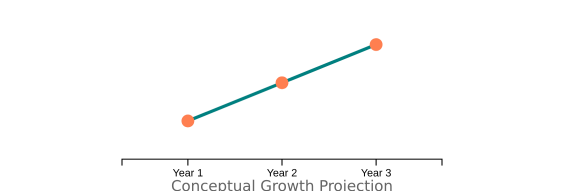 Year 1 Year 2 Year 3
Conceptual Growth Projection